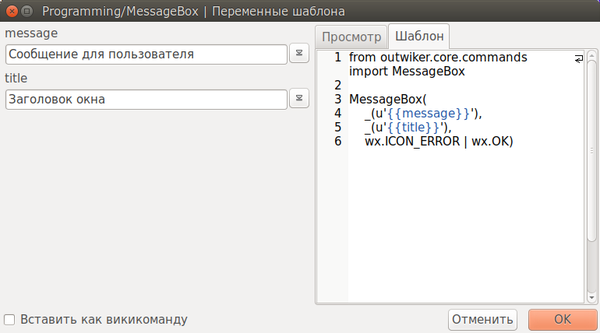 Programming/MessageBox | Переменные шаблона
message
Сообщение для пользователя
title
Заголовок окна
Просмотр
Шаблон
1 from outwiker.core.commands
import MessageBox
2
3 MessageBox(
4 _(u'{{message}}'),
5 _(u'{{title}}'),
6 wx.ICON_ERROR | wx.OK)
Вставить как викикоманду
Отменить
OK